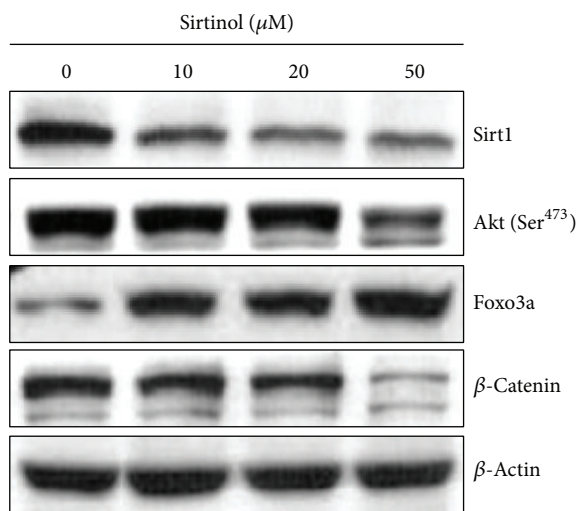 Sirtinol (μM)
0 10 20 50
Sirt1
Akt (Ser473)
Foxo3a
β-Catenin
β-Actin